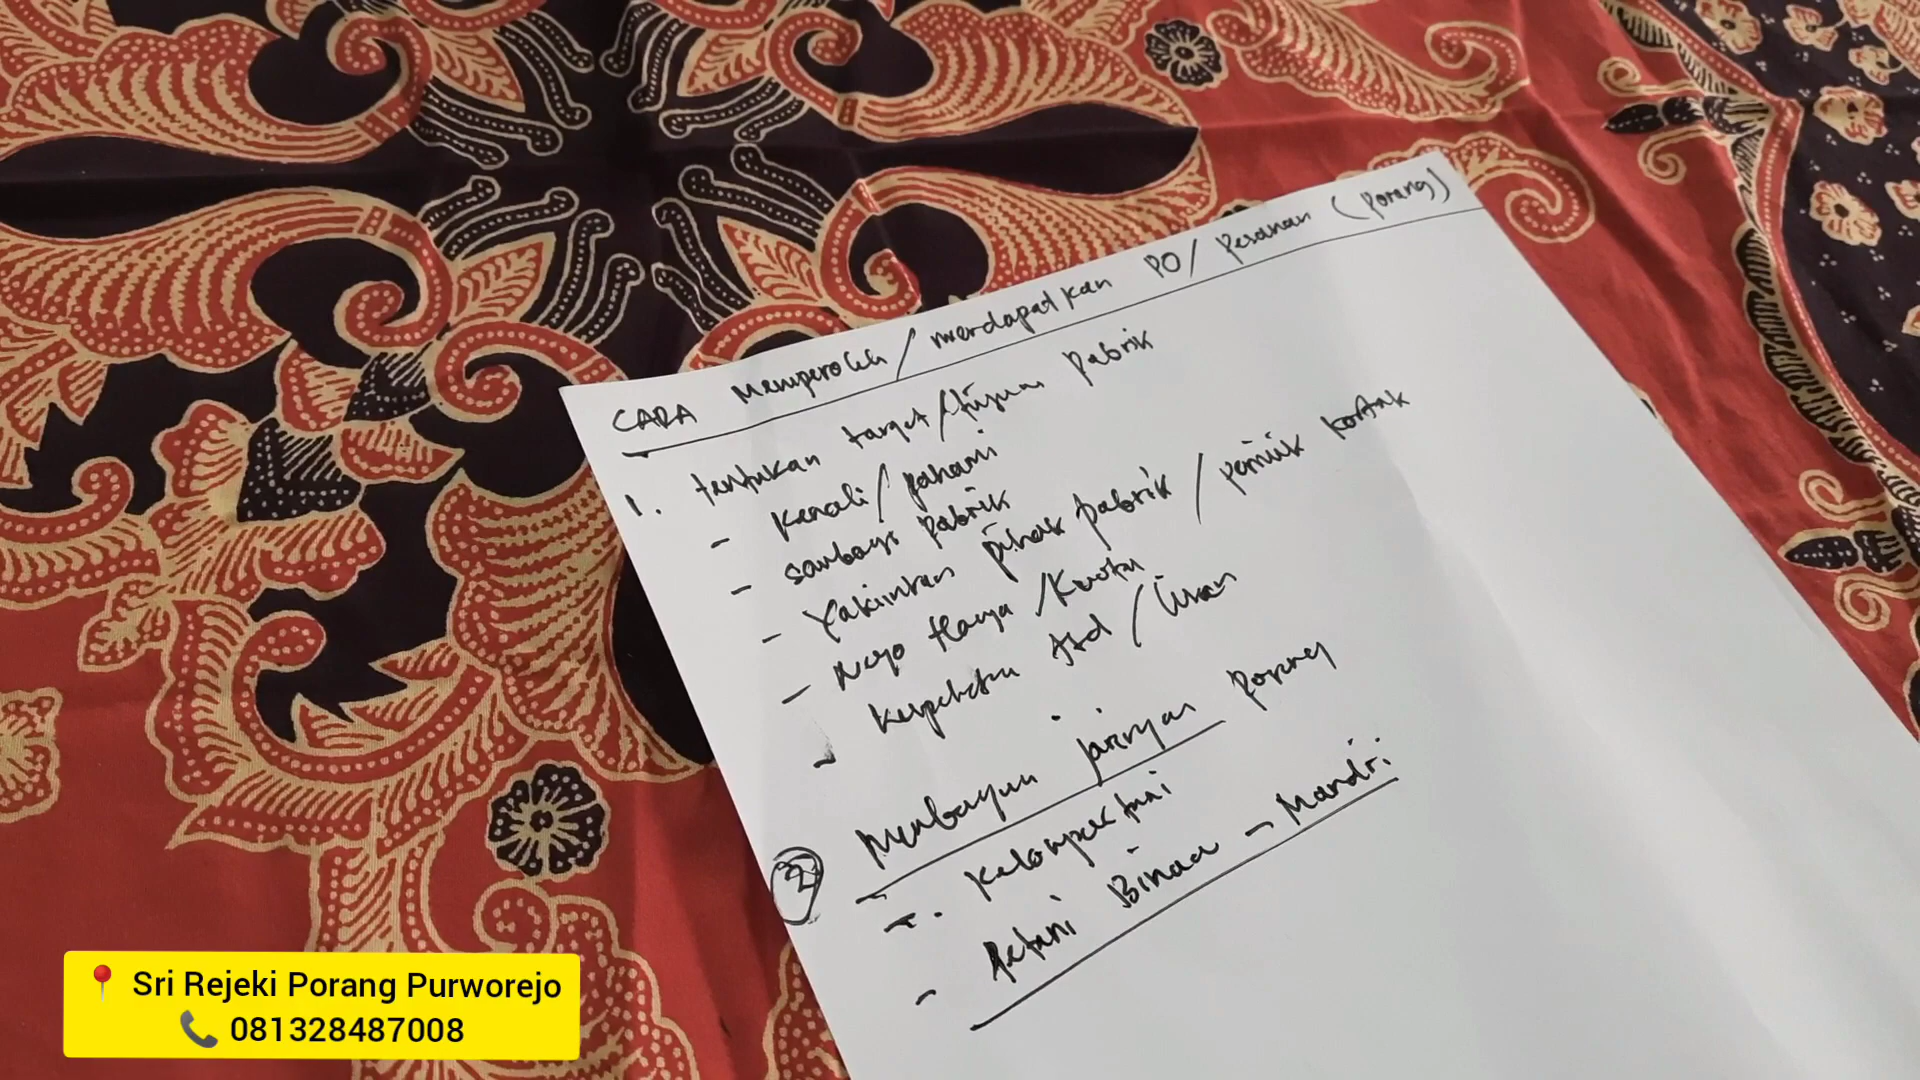 CARA Memperoleh / mendapatkan PO / Pesanan (Porang)
1. tentukan target / tujuan Pabrik
- Kenali / pahami
- sambangi Pabrik
- Yakinkan pihak pabrik / pemilik kontrak
- Nego Harga / Kuota
Kesepakatan / lisan
2 Membangun jaringan Porang
- . Kelompok tani
- Petani Binaan - Mandiri
📍 Sri Rejeki Porang Purworejo
📞 081328487008